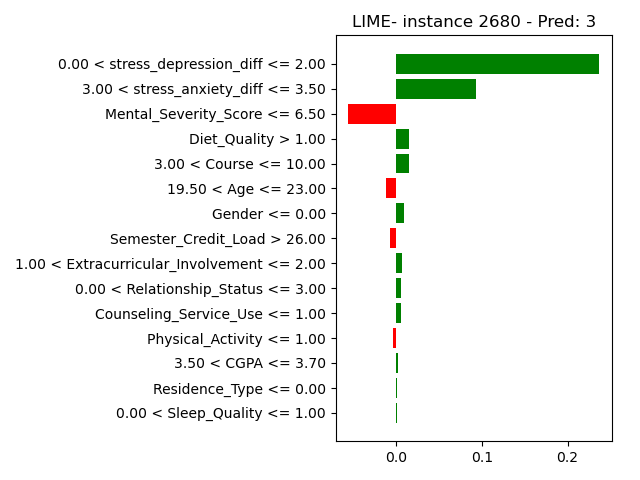 LIME- instance 2680 - Pred: 3
0.00 < stress_depression_diff <= 2.00
3.00 < stress_anxiety_diff <= 3.50
Mental_Severity_Score <= 6.50
Diet_Quality > 1.00
3.00 < Course <= 10.00
19.50 < Age <= 23.00
Gender <= 0.00
Semester_Credit_Load > 26.00
1.00 < Extracurricular_Involvement <= 2.00
0.00 < Relationship_Status <= 3.00
Counseling_Service_Use <= 1.00
Physical_Activity <= 1.00
3.50 < CGPA <= 3.70
Residence_Type <= 0.00
0.00 < Sleep_Quality <= 1.00
0.0 0.1 0.2